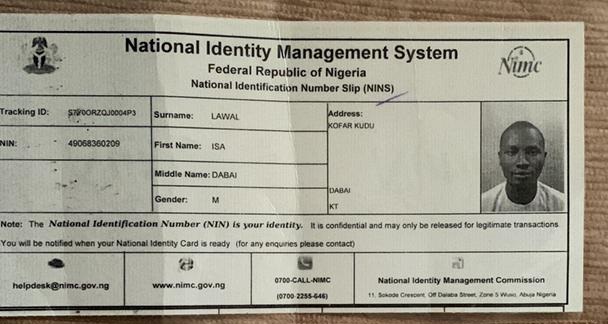 National Identity Management System
Federal Republic of Nigeria
National Identification Number Slip (NINS)
Nimc
Tracking ID: S7Y0ORZQJ0004P3
Surname: LAWAL
Address:
KOFAR KUDU
NIN: 49068360209
First Name: ISA
Middle Name: DABAI
DABAI
Gender: M
KT
Note: The National Identification Number (NIN) is your identity. It is confidential and may only be released for legitimate transactions.
You will be notified when your National Identity Card is ready (for any enquiries please contact)
helpdesk@nimc.gov.ng
www.nimc.gov.ng
0700-CALL-NIMC
(0700-2255-646)
National Identity Management Commission
11, Sokode Crescent, Off Dalaba Street, Zone 5 Wuse, Abuja Nigeria